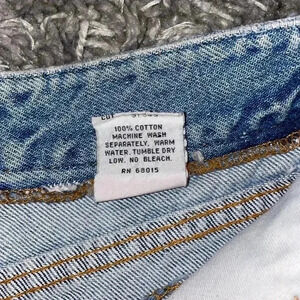 100% COTTON
MACHINE WASH
SEPARATELY. WARM
WATER. TUMBLE DRY
LOW. NO BLEACH.
RN 68015